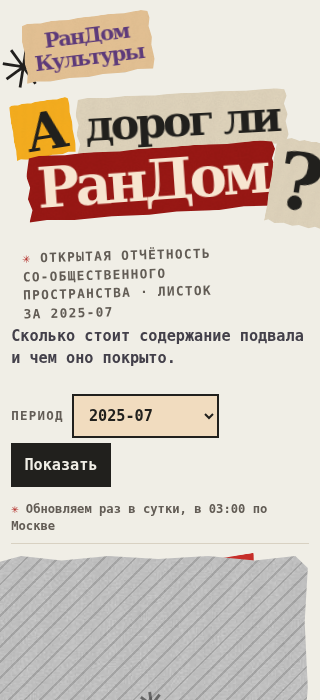 РанДом
Культуры
А дорог ли
РанДом?
✳ ОТКРЫТАЯ ОТЧЁТНОСТЬ
СО-ОБЩЕСТВЕННОГО
ПРОСТРАНСТВА · ЛИСТОК
ЗА 2025-07
Сколько стоит содержание подвала
и чем оно покрыто.
ПЕРИОД 2025-07
Показать
✳ Обновляем раз в сутки, в 03:00 по
Москве